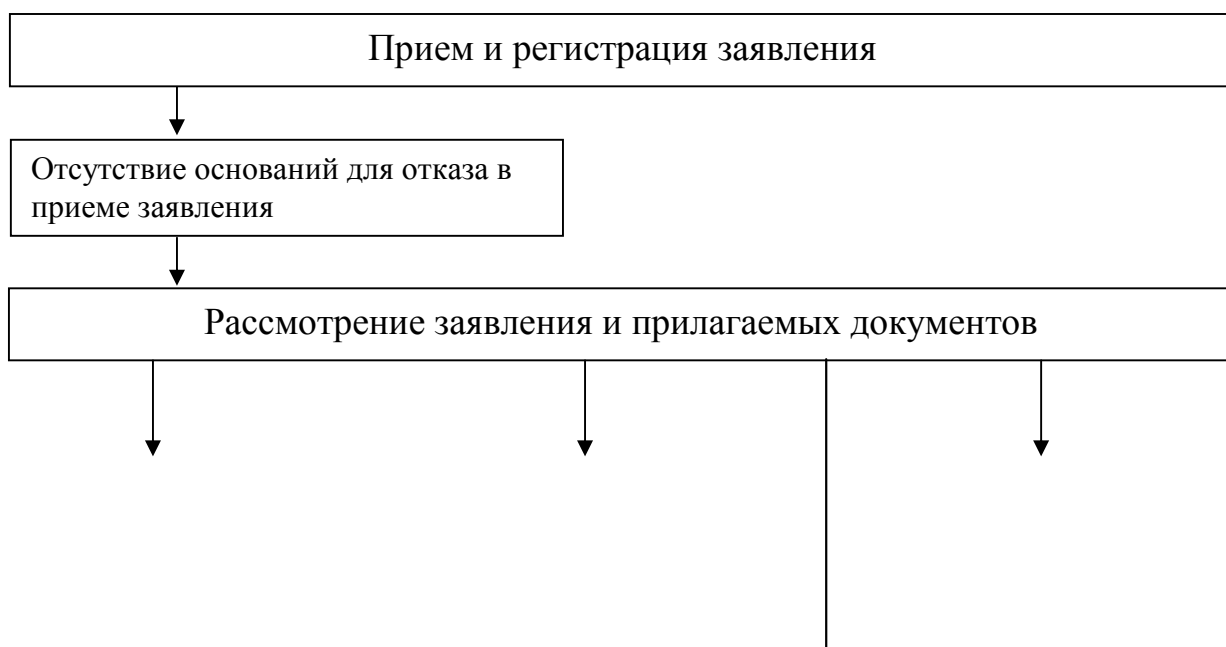 Прием и регистрация заявления
Отсутствие оснований для отказа в
приеме заявления
Рассмотрение заявления и прилагаемых документов